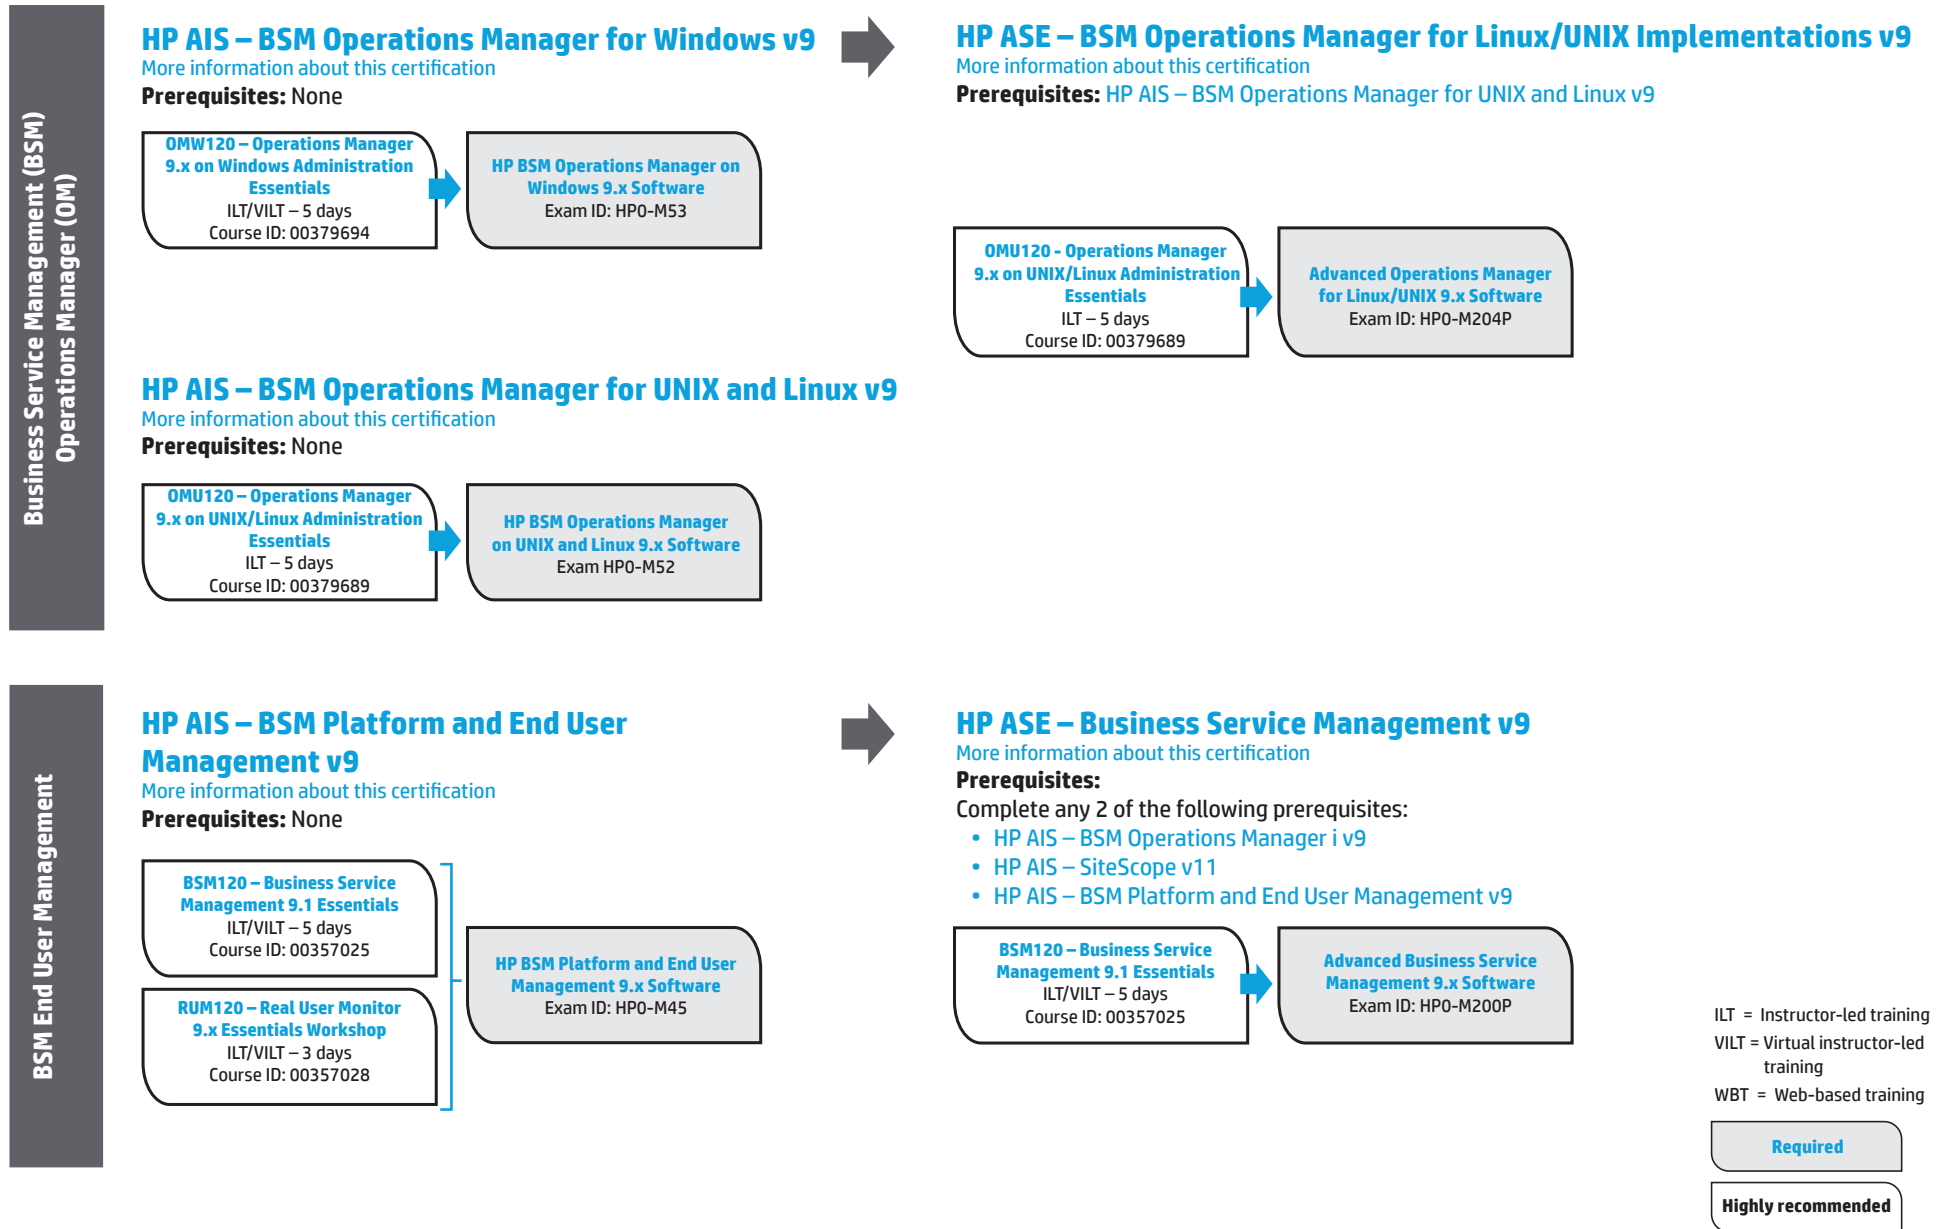 Business Service Management (BSM)
Operations Manager (OM)
HP AIS – BSM Operations Manager for Windows v9
More information about this certification
Prerequisites: None
OMW120 – Operations Manager
9.x on Windows Administration
Essentials
ILT/VILT – 5 days
Course ID: 00379694
HP BSM Operations Manager on
Windows 9.x Software
Exam ID: HP0-M53
HP ASE – BSM Operations Manager for Linux/UNIX Implementations v9
More information about this certification
Prerequisites: HP AIS – BSM Operations Manager for UNIX and Linux v9
OMU120 - Operations Manager
9.x on UNIX/Linux Administration
Essentials
ILT – 5 days
Course ID: 00379689
Advanced Operations Manager
for Linux/UNIX 9.x Software
Exam ID: HP0-M204P
HP AIS – BSM Operations Manager for UNIX and Linux v9
More information about this certification
Prerequisites: None
OMU120 – Operations Manager
9.x on UNIX/Linux Administration
Essentials
ILT – 5 days
Course ID: 00379689
HP BSM Operations Manager
on UNIX and Linux 9.x Software
Exam HP0-M52
BSM End User Management
HP AIS – BSM Platform and End User
Management v9
More information about this certification
Prerequisites: None
BSM120 – Business Service
Management 9.1 Essentials
ILT/VILT – 5 days
Course ID: 00357025
RUM120 – Real User Monitor
9.x Essentials Workshop
ILT/VILT – 3 days
Course ID: 00357028
HP BSM Platform and End User
Management 9.x Software
Exam ID: HP0-M45
HP ASE – Business Service Management v9
More information about this certification
Prerequisites:
Complete any 2 of the following prerequisites:
• HP AIS – BSM Operations Manager i v9
• HP AIS – SiteScope v11
• HP AIS – BSM Platform and End User Management v9
BSM120 – Business Service
Management 9.1 Essentials
ILT/VILT – 5 days
Course ID: 00357025
Advanced Business Service
Management 9.x Software
Exam ID: HP0-M200P
ILT = Instructor-led training
VILT = Virtual instructor-led
training
WBT = Web-based training
Required
Highly recommended